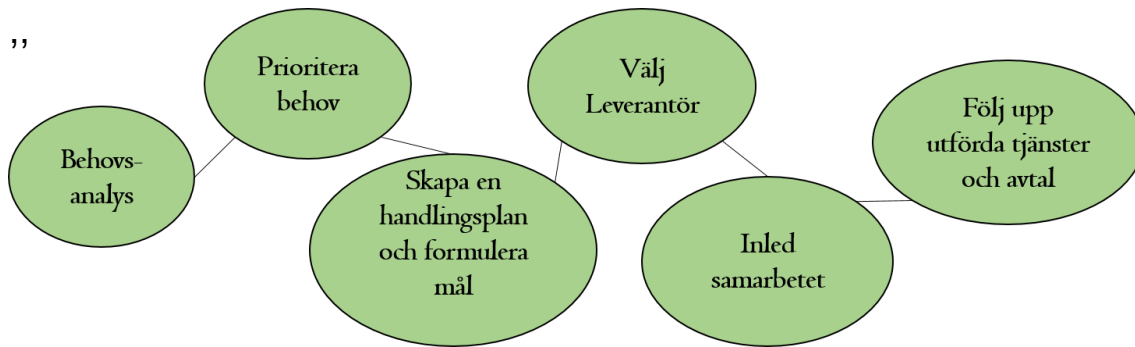 ,,
Behovs-
analys
Prioritera
behov
Skapa en
handlingsplan
och formulera
mål
Välj
Leverantör
Inled
samarbetet
Följ upp
utförda tjänster
och avtal